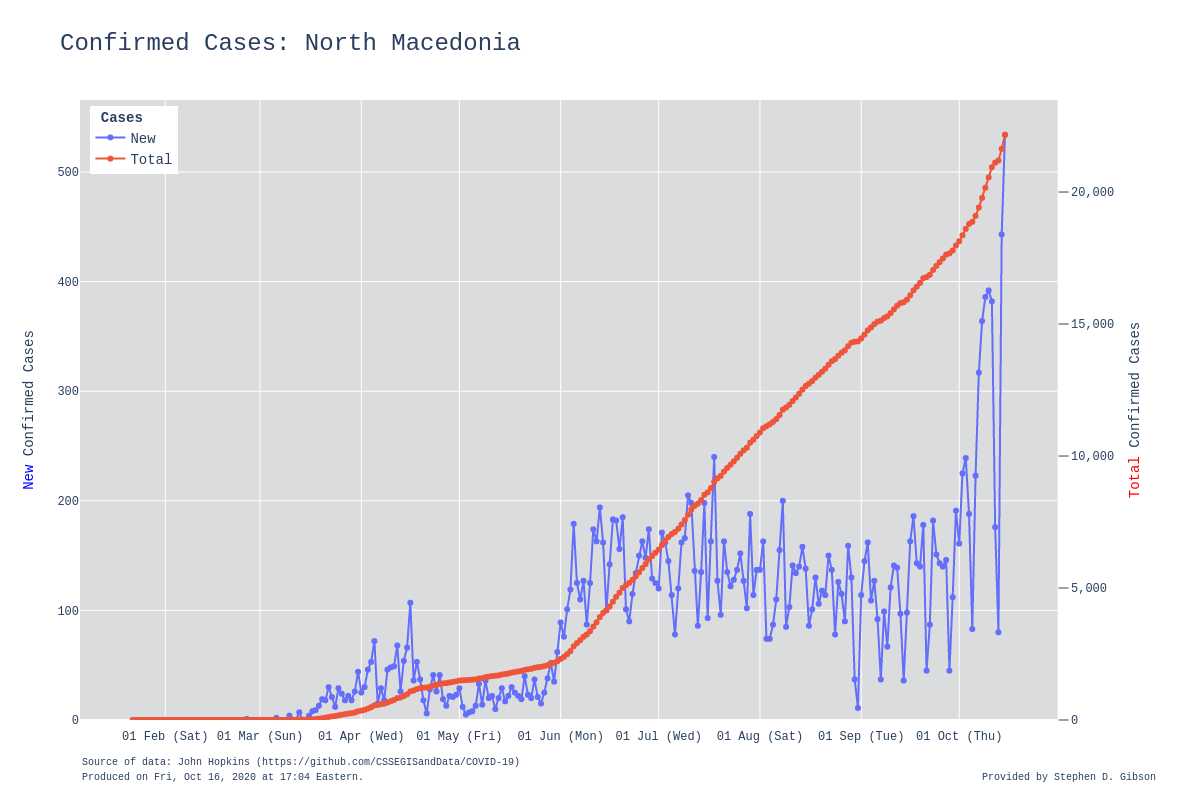 Confirmed Cases: North Macedonia
Cases
New
Total
500
400
300
200
100
0
New Confirmed Cases
20,000
15,000
10,000
5,000
0
Total Confirmed Cases
01 Feb (Sat) 01 Mar (Sun) 01 Apr (Wed) 01 May (Fri) 01 Jun (Mon) 01 Jul (Wed) 01 Aug (Sat) 01 Sep (Tue) 01 Oct (Thu)
Source of data: John Hopkins (https://github.com/CSSEGISandData/COVID-19)
Produced on Fri, Oct 16, 2020 at 17:04 Eastern.
Provided by Stephen D. Gibson